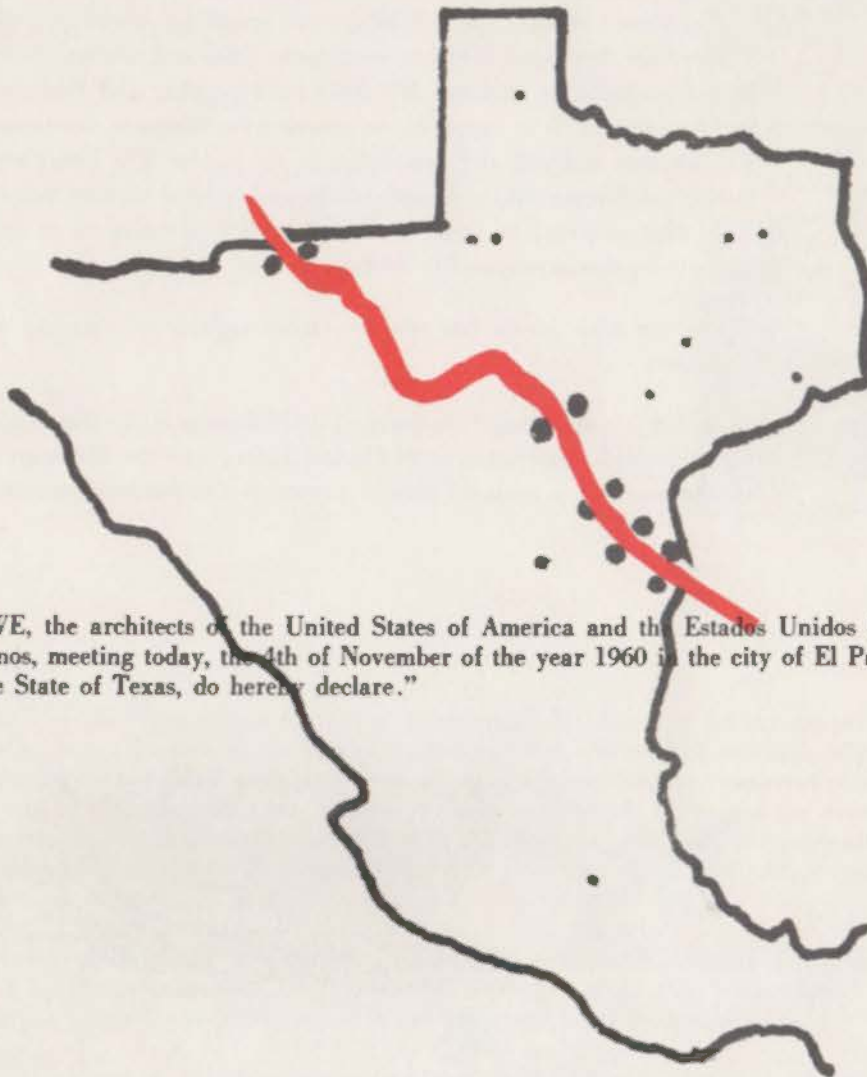 WE, the architects of the United States of America and the Estados Unidos
nos, meeting today, the 4th of November of the year 1960 in the city of El
e State of Texas, do hereby declare."